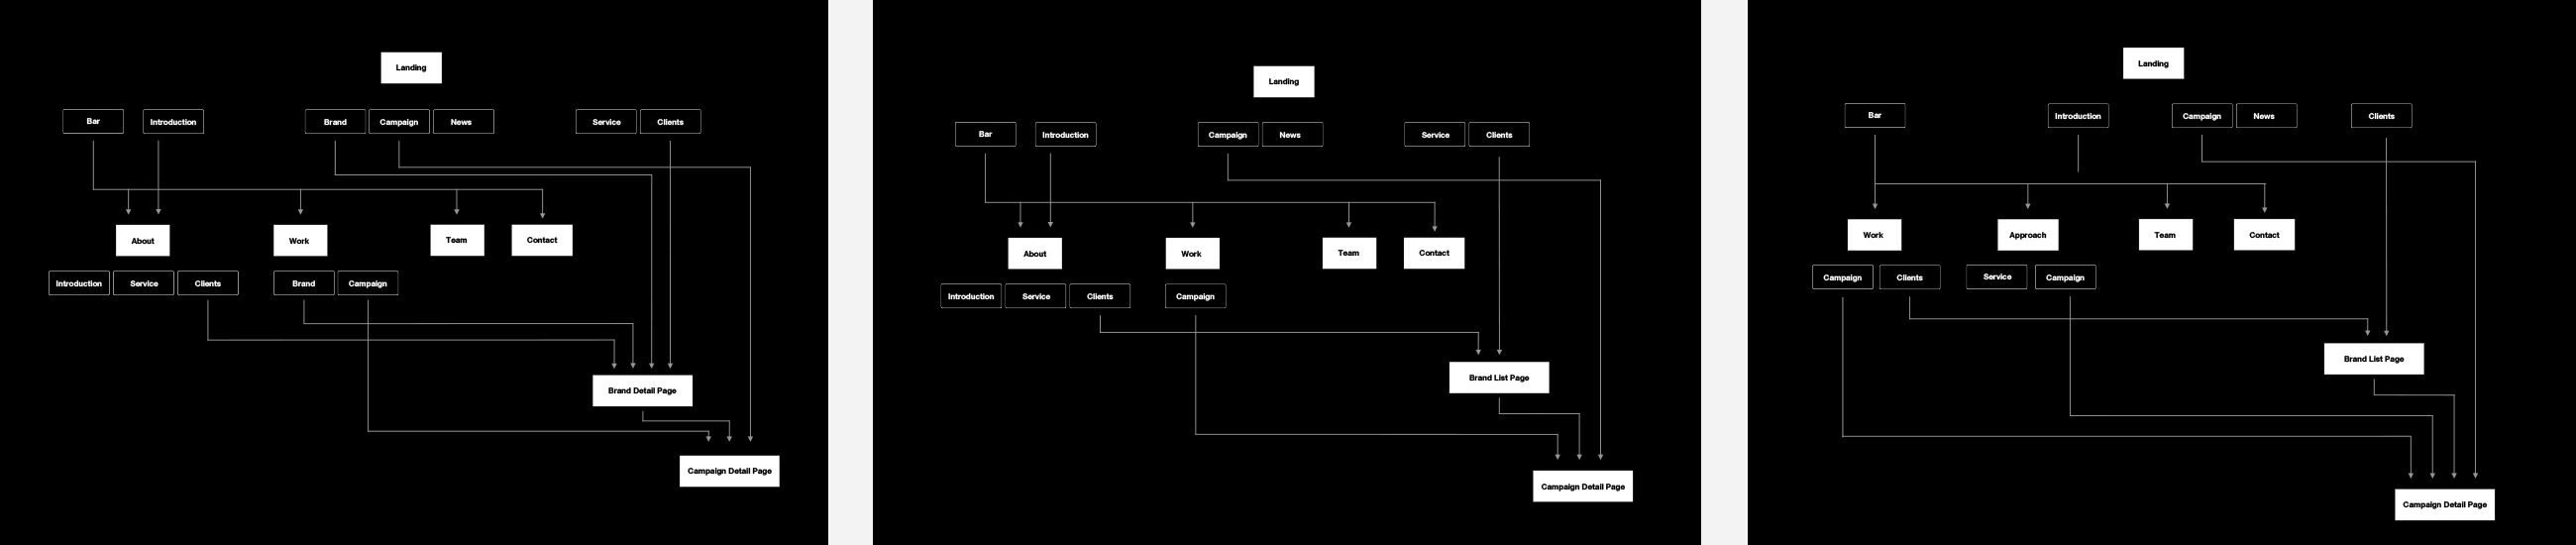 Landing
Bar
Introduction
Brand
Campaign
News
Service
Clients
About
Work
Team
Contact
Introduction
Service
Clients
Brand
Campaign
Brand Detail Page
Campaign Detail Page
Landing
Bar
Introduction
Campaign
News
Service
Clients
About
Work
Team
Contact
Introduction
Service
Clients
Campaign
Brand List Page
Campaign Detail Page
Landing
Bar
Introduction
Campaign
News
Clients
Work
Approach
Team
Contact
Campaign
Clients
Service
Campaign
Brand List Page
Campaign Detail Page